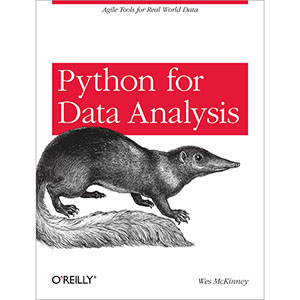 Agile Tools for Real World Data
Python for
Data Analysis
O'REILLY®
Wes McKinney